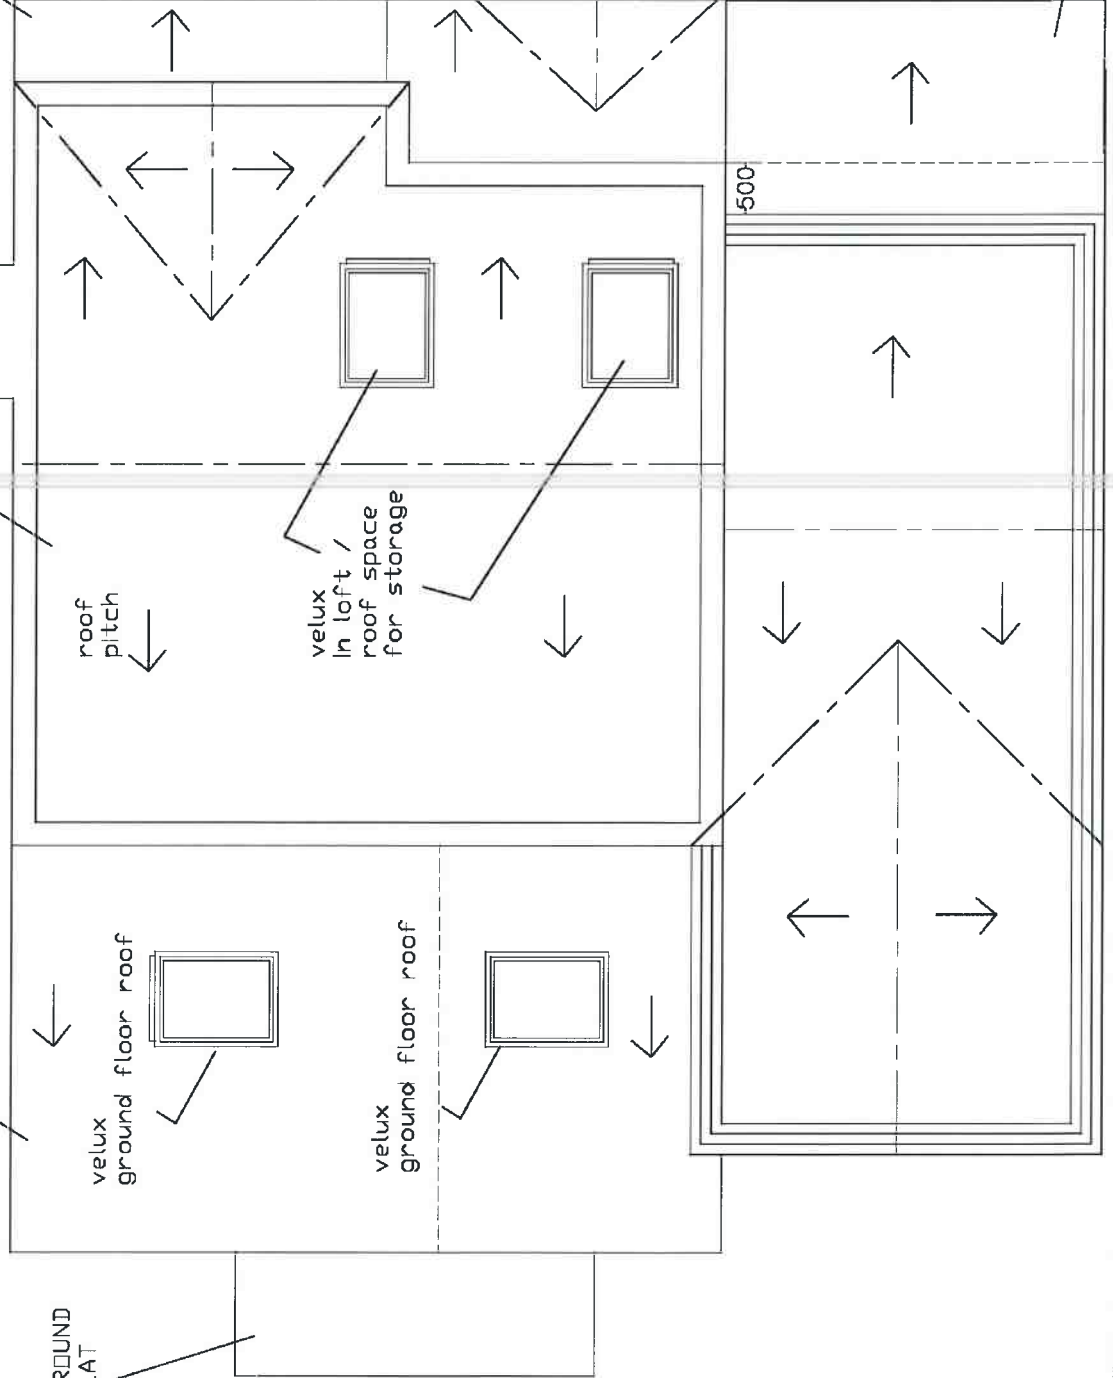 500
roof
pitch
velux
In loft /
roof space
for storage
velux
ground floor roof
velux
ground floor roof